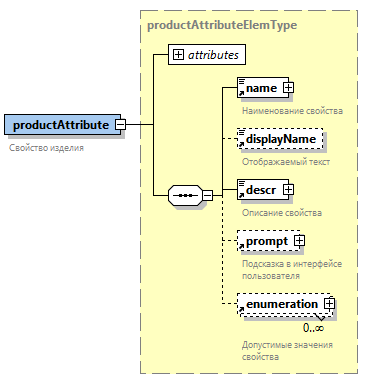 productAttributeElemType
attributes
productAttribute
Свойство изделия
name
Наименование свойства
displayName
Отображаемый текст
descr
Описание свойства
prompt
Подсказка в интерфейсе
пользователя
enumeration
0..∞
Допустимые значения
свойства